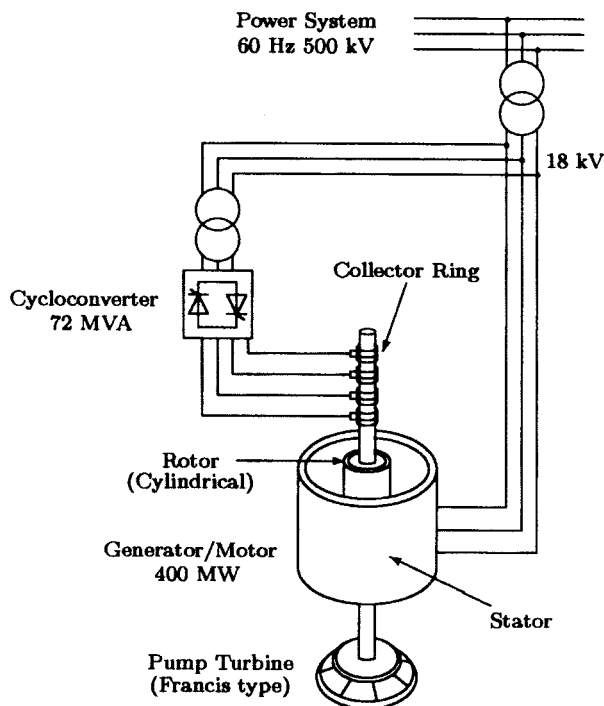 Power System
60 Hz 500 kV
18 kV
Collector Ring
Cycloconverter
72 MVA
Rotor
(Cylindrical)
Generator/Motor
400 MW
Stator
Pump Turbine
(Francis type)